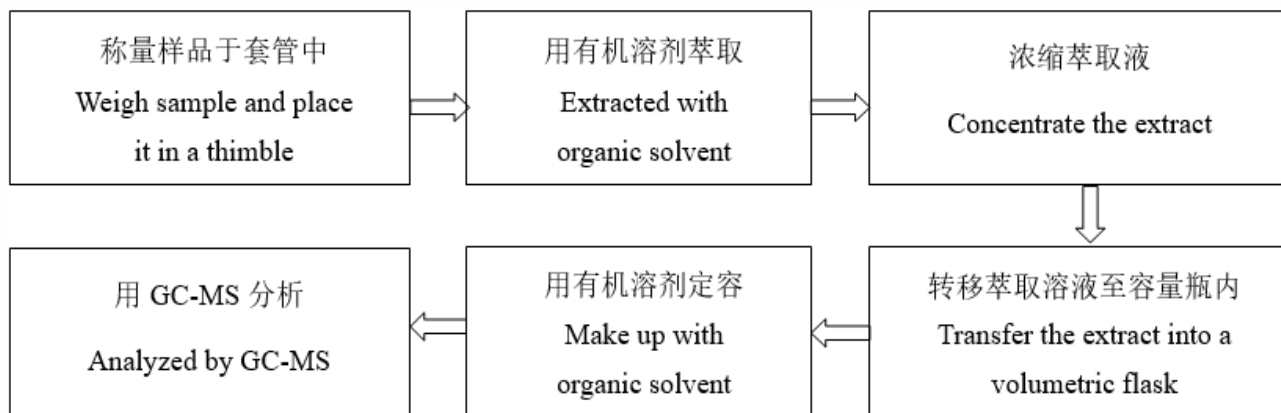 称量样品于套管中
Weigh sample and place
it in a thimble
用有机溶剂萃取
Extracted with
organic solvent
浓缩萃取液
Concentrate the extract
转移萃取溶液至容量瓶内
Transfer the extract into a
volumetric flask
用有机溶剂定容
Make up with
organic solvent
用 GC-MS 分析
Analyzed by GC-MS